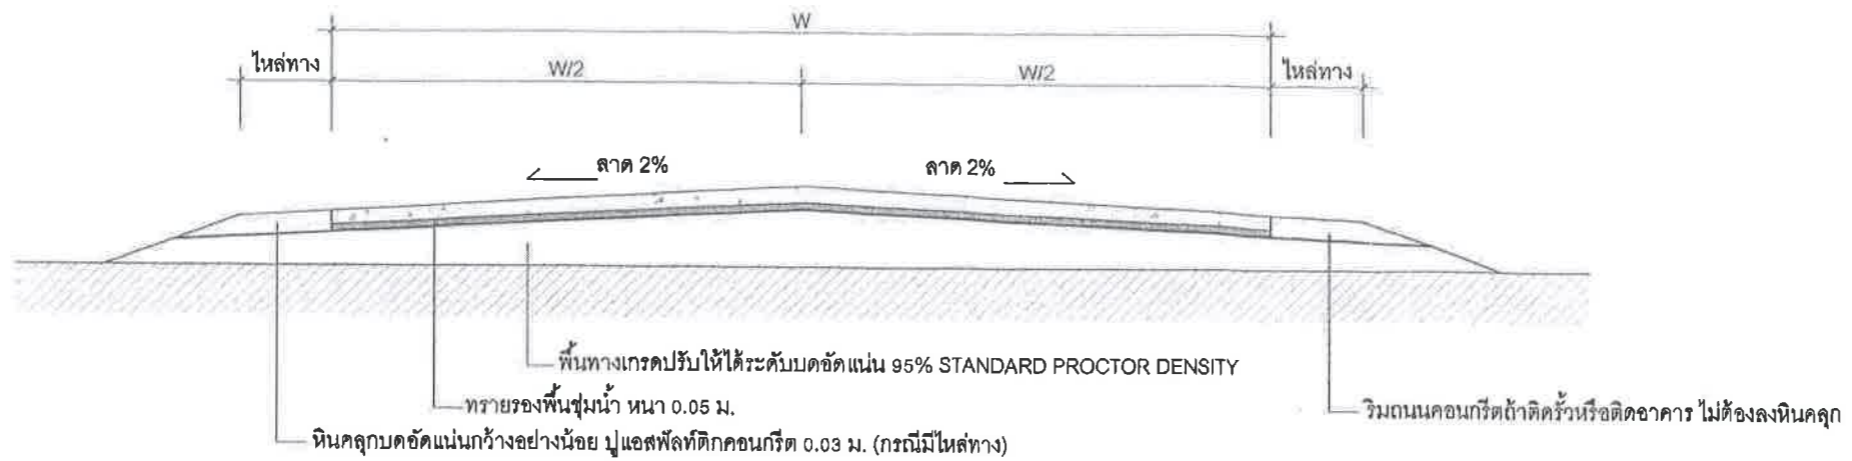 W
ไหล่ทาง
W/2
W/2
ไหล่ทาง
ลาด 2%
ลาด 2%
พื้นทางเกรดปรับให้ได้ระดับบดอัดแน่น 95% STANDARD PROCTOR DENSITY
ทรายรองพื้นชุ่มน้ำ หนา 0.05 ม.
ริมถนนคอนกรีตถ้าติดรั้วหรือติดอาคาร ไม่ต้องลงหินคลุก
หินคลุกบดอัดแน่นกว้างอย่างน้อย ปูแอสฟัลท์ติกคอนกรีต 0.03 ม. (กรณีมีไหล่ทาง)